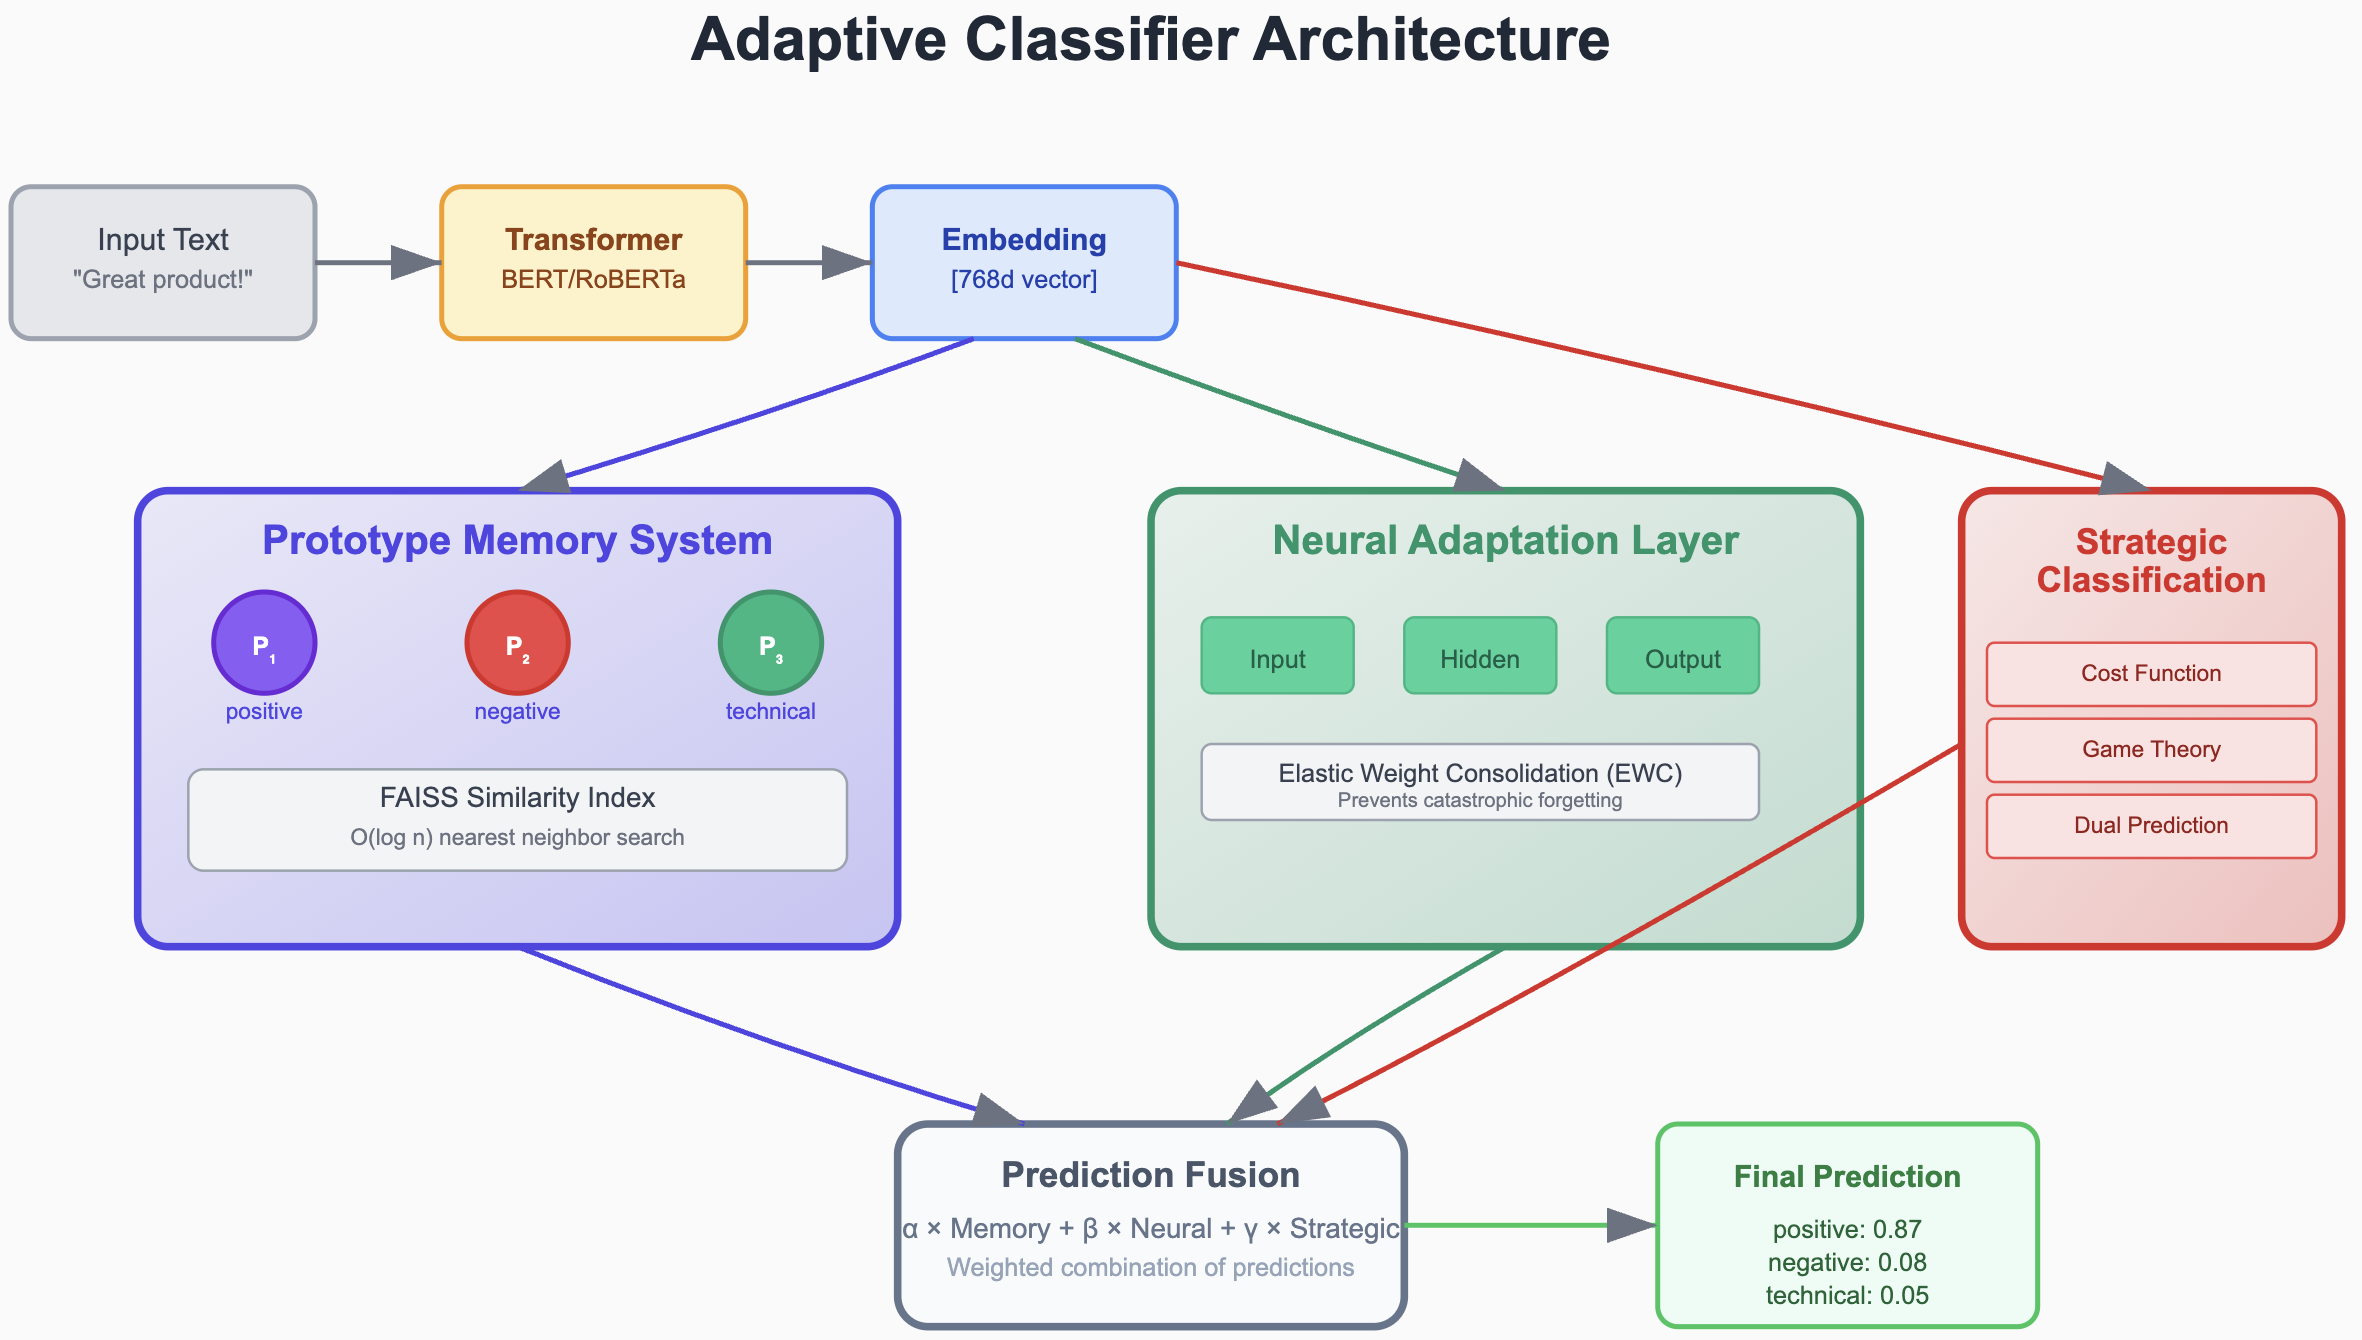 Adaptive Classifier Architecture
Input Text
"Great product!"
Transformer
BERT/RoBERTa
Embedding
[768d vector]
Prototype Memory System
P₁
positive
P₂
negative
P₃
technical
FAISS Similarity Index
O(log n) nearest neighbor search
Neural Adaptation Layer
Input
Hidden
Output
Elastic Weight Consolidation (EWC)
Prevents catastrophic forgetting
Strategic
Classification
Cost Function
Game Theory
Dual Prediction
Prediction Fusion
α × Memory + β × Neural + γ × Strategic
Weighted combination of predictions
Final Prediction
positive: 0.87
negative: 0.08
technical: 0.05